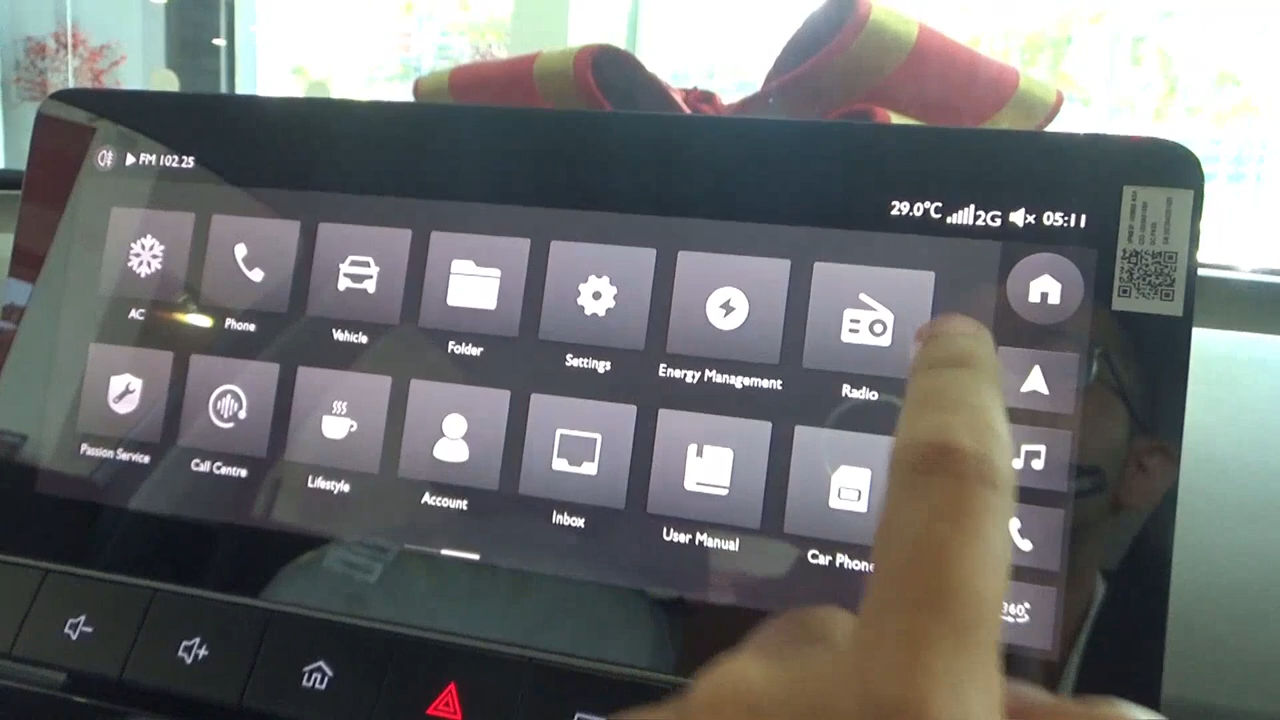 FM 102.25
29.0°C 2G 05:11
AC
Phone
Vehicle
Folder
Settings
Energy Management
Radio
Passion Service
Call Centre
Lifestyle
Account
Inbox
User Manual
Car Phone
360°